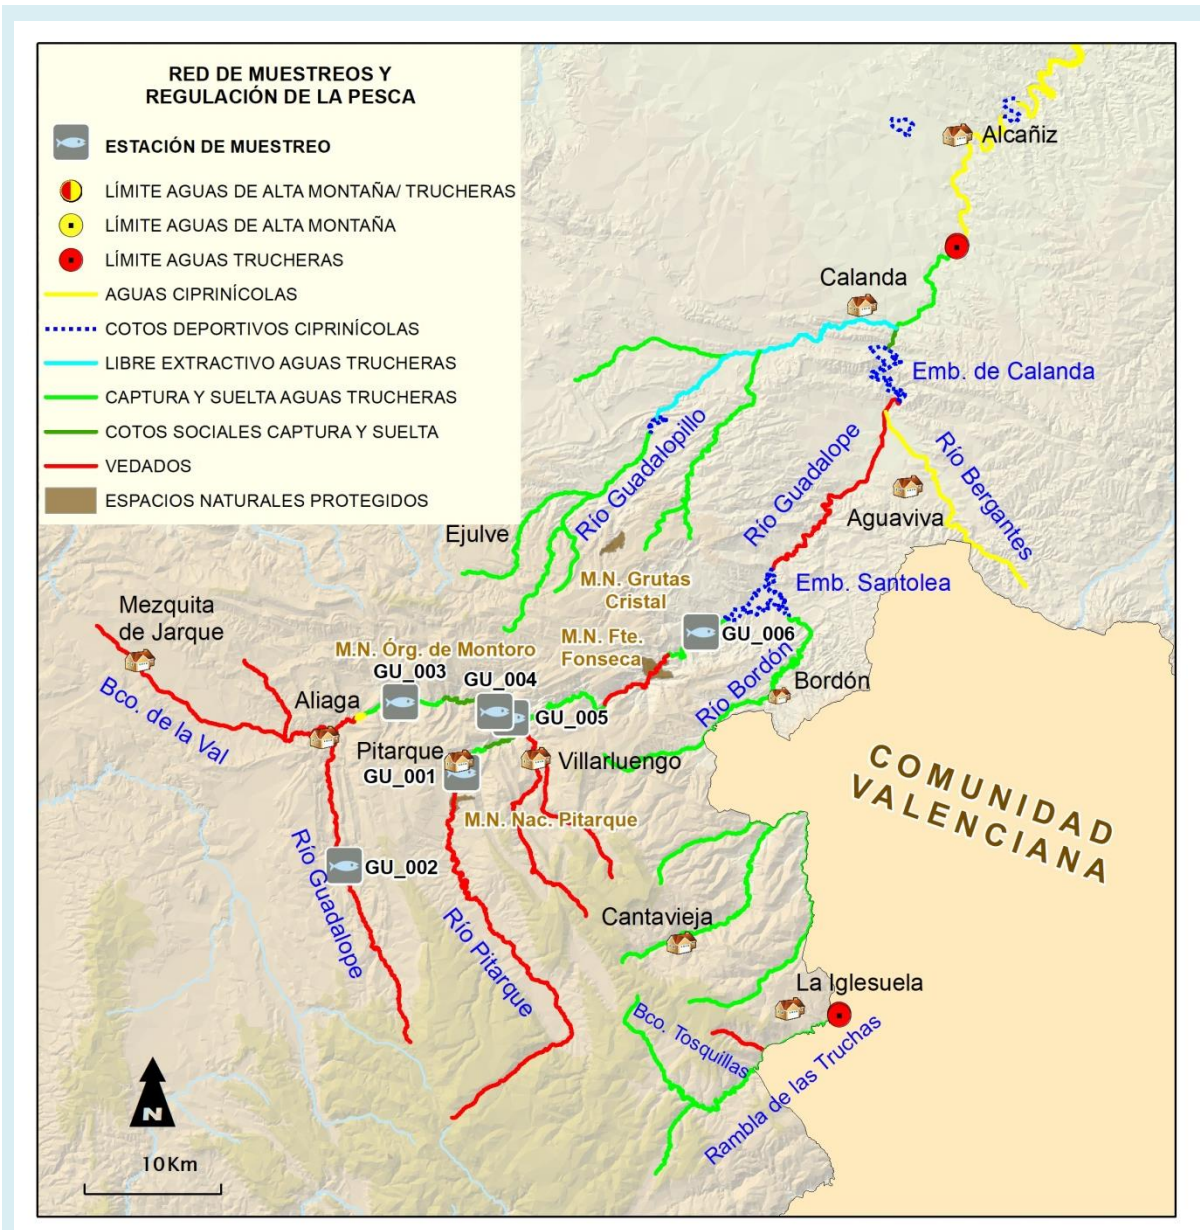 RED DE MUESTREOS Y
REGULACIÓN DE LA PESCA
ESTACIÓN DE MUESTREO
LÍMITE AGUAS DE ALTA MONTAÑA/ TRUCHERAS
LÍMITE AGUAS DE ALTA MONTAÑA
LÍMITE AGUAS TRUCHERAS
AGUAS CIPRINÍCOLAS
COTOS DEPORTIVOS CIPRINÍCOLAS
LIBRE EXTRACTIVO AGUAS TRUCHERAS
CAPTURA Y SUELTA AGUAS TRUCHERAS
COTOS SOCIALES CAPTURA Y SUELTA
VEDADOS
ESPACIOS NATURALES PROTEGIDOS
Alcañiz
Calanda
Emb. de Calanda
Río Guadalopillo
Río Guadalope
Río Bergantes
Aguaviva
Ejulve
M.N. Grutas
Cristal
Emb. Santolea
Mezquita
de Jarque
M.N. Órg. de Montoro
M.N. Fte.
Fonseca
GU_006
GU_003
GU_004
Bco. de la Val
Aliaga
GU_005
Río Bordón
Bordón
Pitarque
GU_001
Villarluengo
COMUNIDAD
VALENCIANA
M.N. Nac. Pitarque
Río Guadalope
GU_002
Río Pitarque
Cantavieja
La Iglesuela
Bco. Tosquillas
Rambla de las Truchas
N
10Km